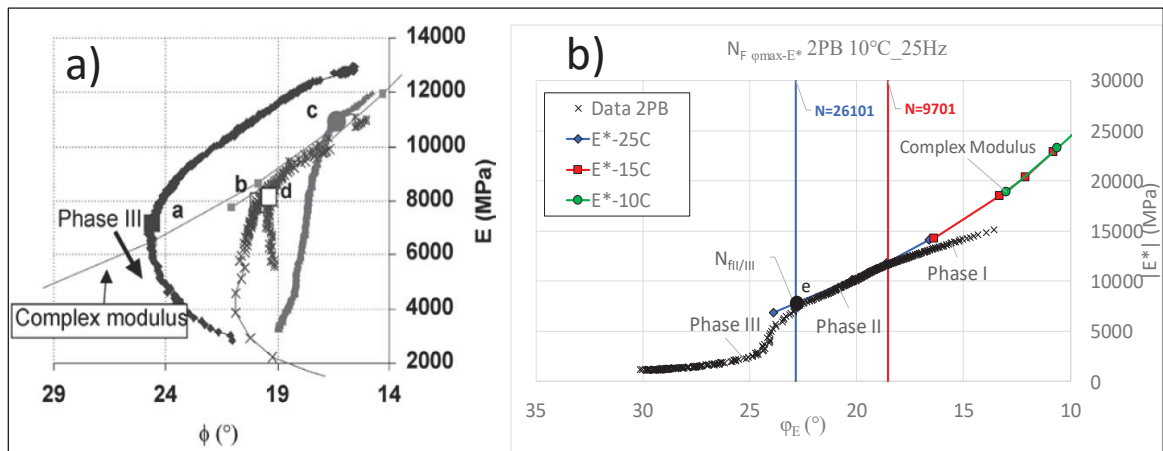 a)
14000
12000
10000
8000
6000
4000
2000
E (MPa)
c
b
d
a
Phase III
Complex modulus
29
24
19
14
ϕ (°)
b)
N_F φmax-E* 2PB 10°C_25Hz
Data 2PB
E*-25C
E*-15C
E*-10C
N=26101
N=9701
Complex Modulus
N_fII/III
e
Phase I
Phase II
Phase III
30000
25000
20000
15000
10000
5000
0
|E*| (MPa)
35
30
25
20
15
10
φ_E (°)